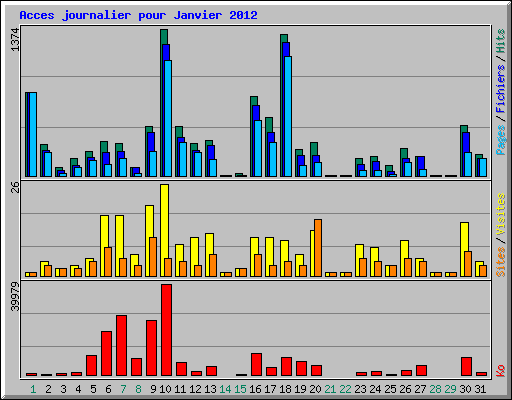 Acces journalier pour Janvier 2012
1374
Pages / Fichiers / Hits
26
Sites / Visites
39979
Ko
1 2 3 4 5 6 7 8 9 10 11 12 13 14 15 16 17 18 19 20 21 22 23 24 25 26 27 28 29 30 31